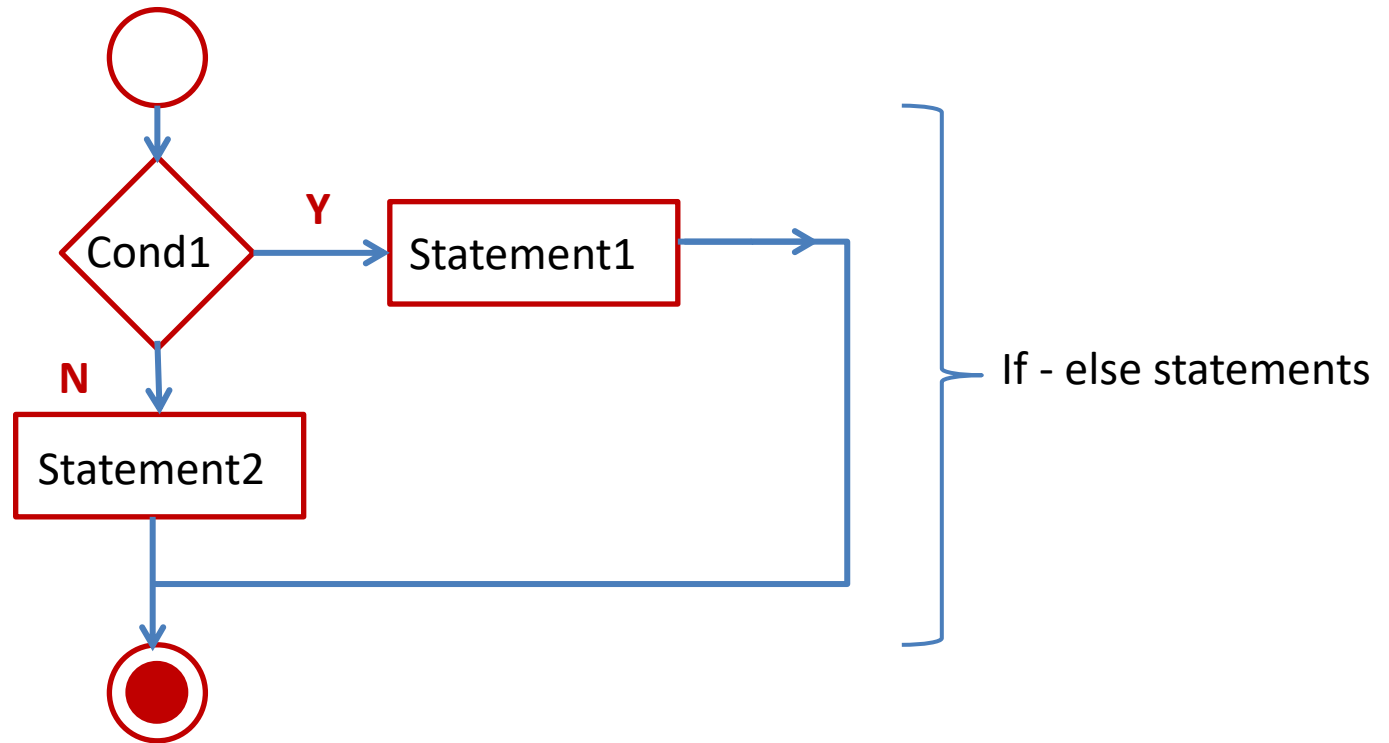 Y
Cond1
Statement1
If - else statements
N
Statement2